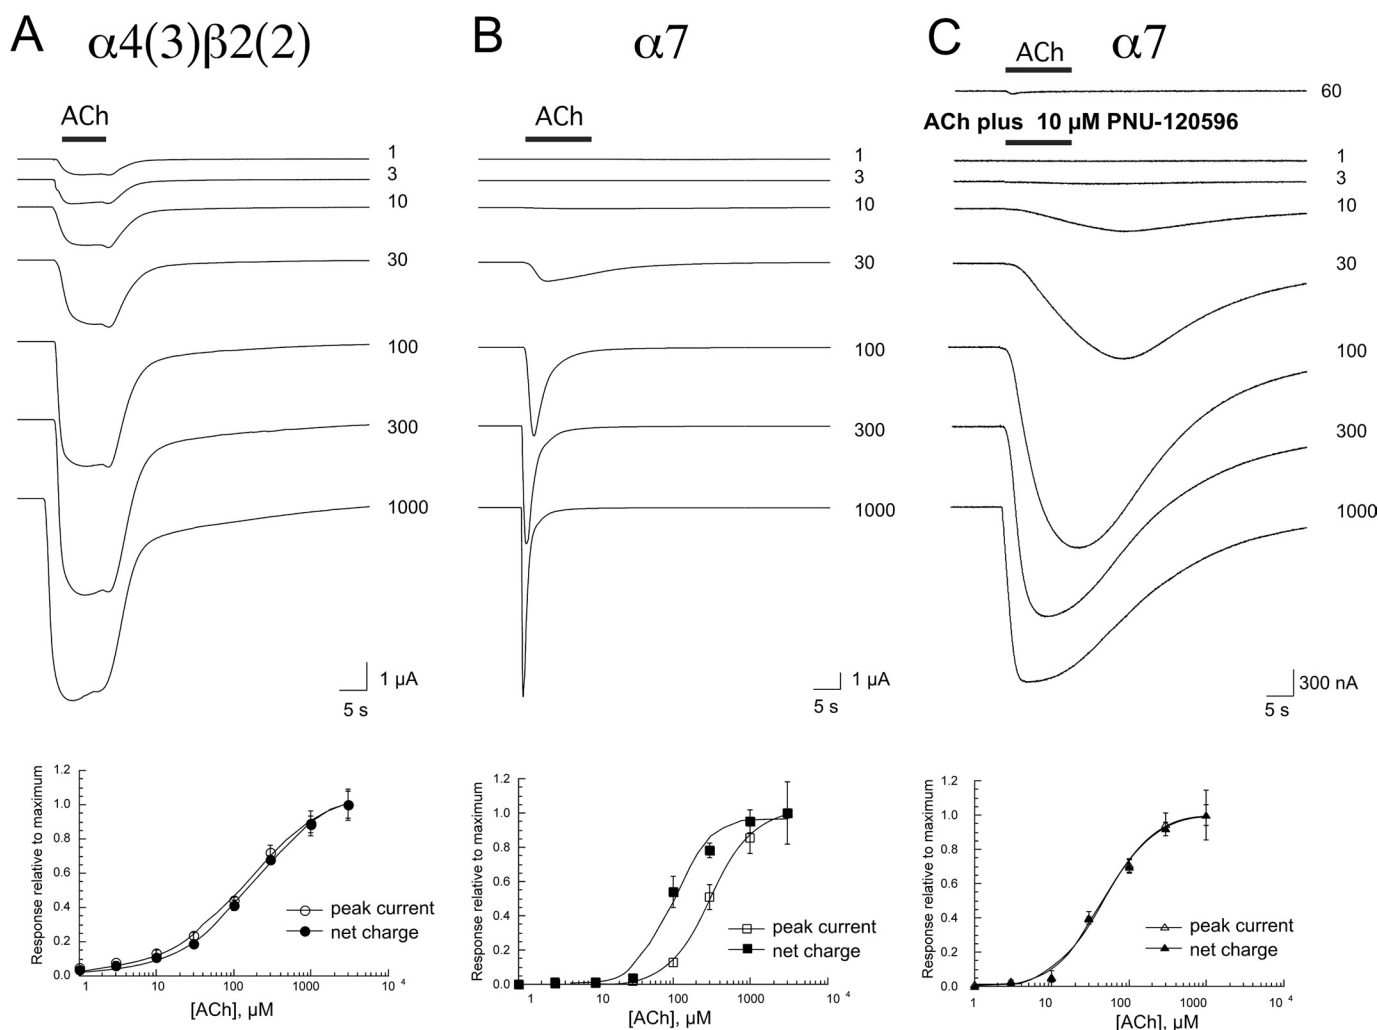 A α4(3)β2(2)
ACh
1
3
10
30
100
300
1000
1 µA
5 s
B α7
ACh
1
3
10
30
100
300
1000
1 µA
5 s
C α7
ACh
60
ACh plus 10 µM PNU-120596
1
3
10
30
100
300
1000
300 nA
5 s
Response relative to maximum
1.2
1.0
0.8
0.6
0.4
0.2
0.0
peak current
net charge
1 10 100 1000 10 4
[ACh], µM
Response relative to maximum
1.2
1.0
0.8
0.6
0.4
0.2
0.0
peak current
net charge
1 10 100 1000 10 4
[ACh], µM
Response relative to maximum
1.2
1.0
0.8
0.6
0.4
0.2
0.0
peak current
net charge
1 10 100 1000 10 4
[ACh], µM